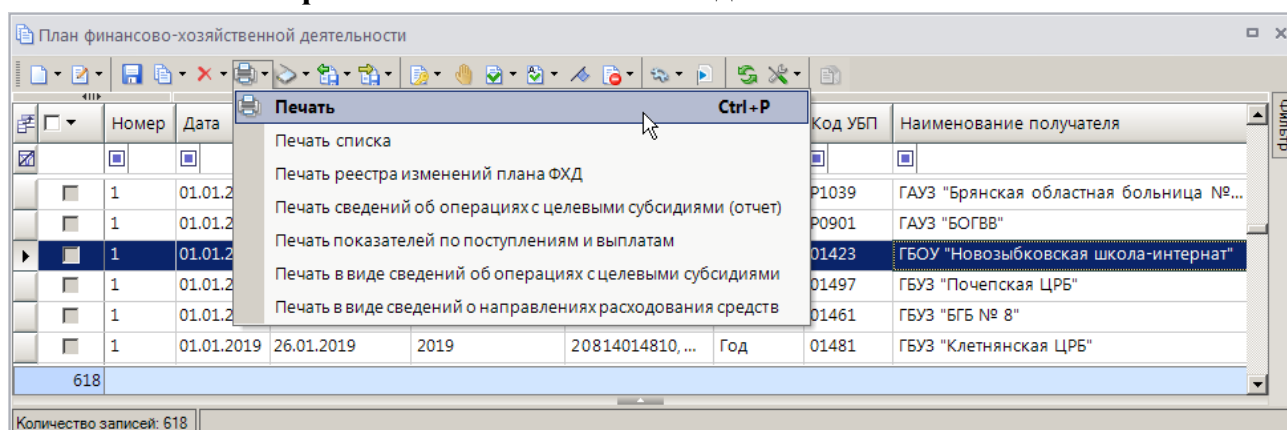 План финансово-хозяйственной деятельности
Печать Ctrl+P
Печать списка
Печать реестра изменений плана ФХД
Печать сведений об операциях с целевыми субсидиями (отчет)
Печать показателей по поступлениям и выплатам
Печать в виде сведений об операциях с целевыми субсидиями
Печать в виде сведений о направлениях расходования средств
Номер Дата Код УБП Наименование получателя
Фильтр
1 01.01.2 P1039 ГАУЗ "Брянская областная больница №...
1 01.01.2 P0901 ГАУЗ "БОГВВ"
1 01.01.2 01423 ГБОУ "Новозыбковская школа-интернат"
1 01.01.2 01497 ГБУЗ "Почепская ЦРБ"
1 01.01.2 01461 ГБУЗ "БГБ № 8"
1 01.01.2019 26.01.2019 2019 20814014810, ... Год 01481 ГБУЗ "Клетнянская ЦРБ"
618
Количество записей: 618